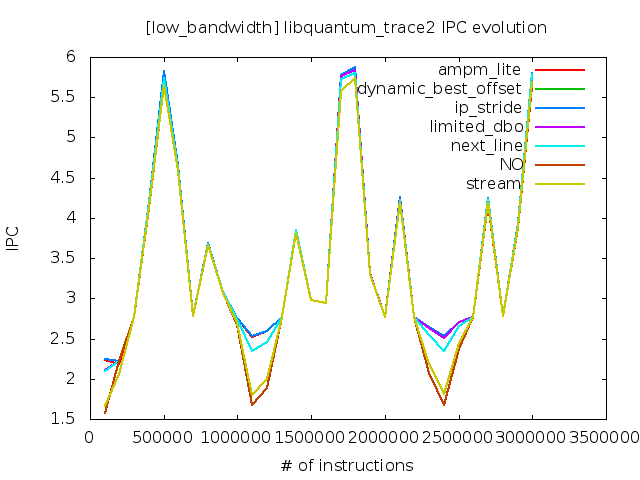 [low_bandwidth] libquantum_trace2 IPC evolution
6
5.5
5
4.5
4
3.5
3
2.5
2
1.5
IPC
ampm_lite
dynamic_best_offset
ip_stride
limited_dbo
next_line
NO
stream
0 500000 1000000 1500000 2000000 2500000 3000000 3500000
# of instructions